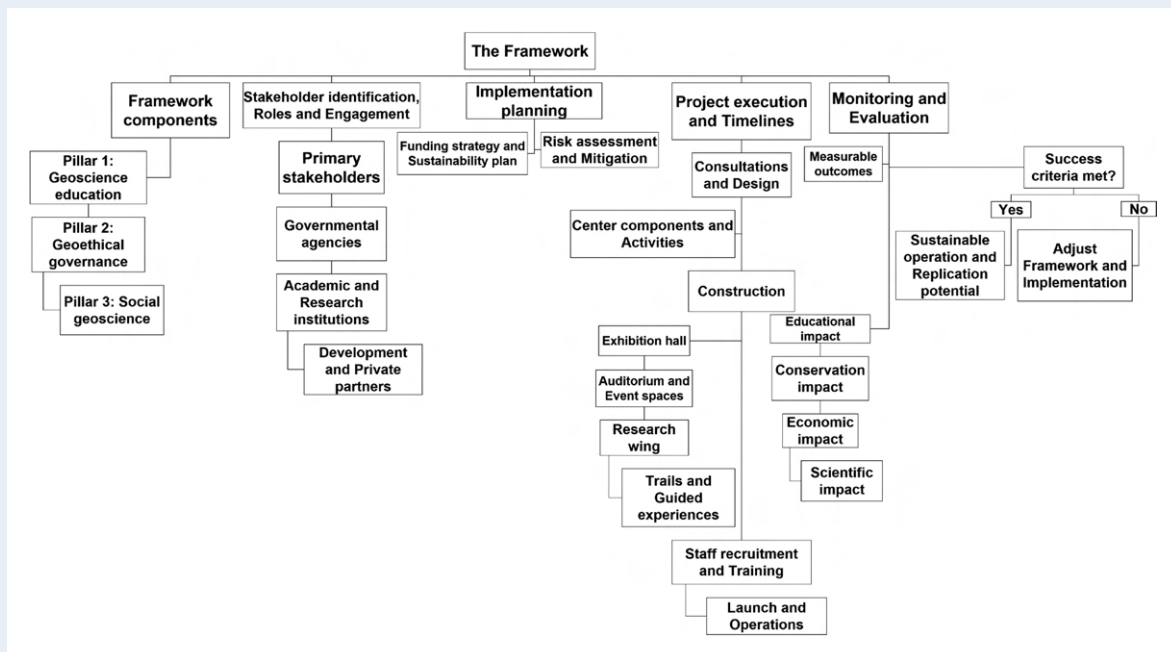 The Framework
Framework
components
Stakeholder identification,
Roles and Engagement
Implementation
planning
Project execution
and Timelines
Monitoring and
Evaluation
Pillar 1:
Geoscience
education
Pillar 2:
Geoethical
governance
Pillar 3: Social
geoscience
Primary
stakeholders
Governmental
agencies
Academic and
Research
institutions
Development
and Private
partners
Funding strategy and
Sustainability plan
Risk assessment
and Mitigation
Consultations
and Design
Center components and
Activities
Construction
Exhibition hall
Auditorium and
Event spaces
Research
wing
Trails and
Guided
experiences
Staff recruitment
and Training
Launch and
Operations
Measurable
outcomes
Success
criteria met?
Yes
No
Sustainable
operation and
Replication
potential
Adjust
Framework and
Implementation
Educational
impact
Conservation
impact
Economic
impact
Scientific
impact